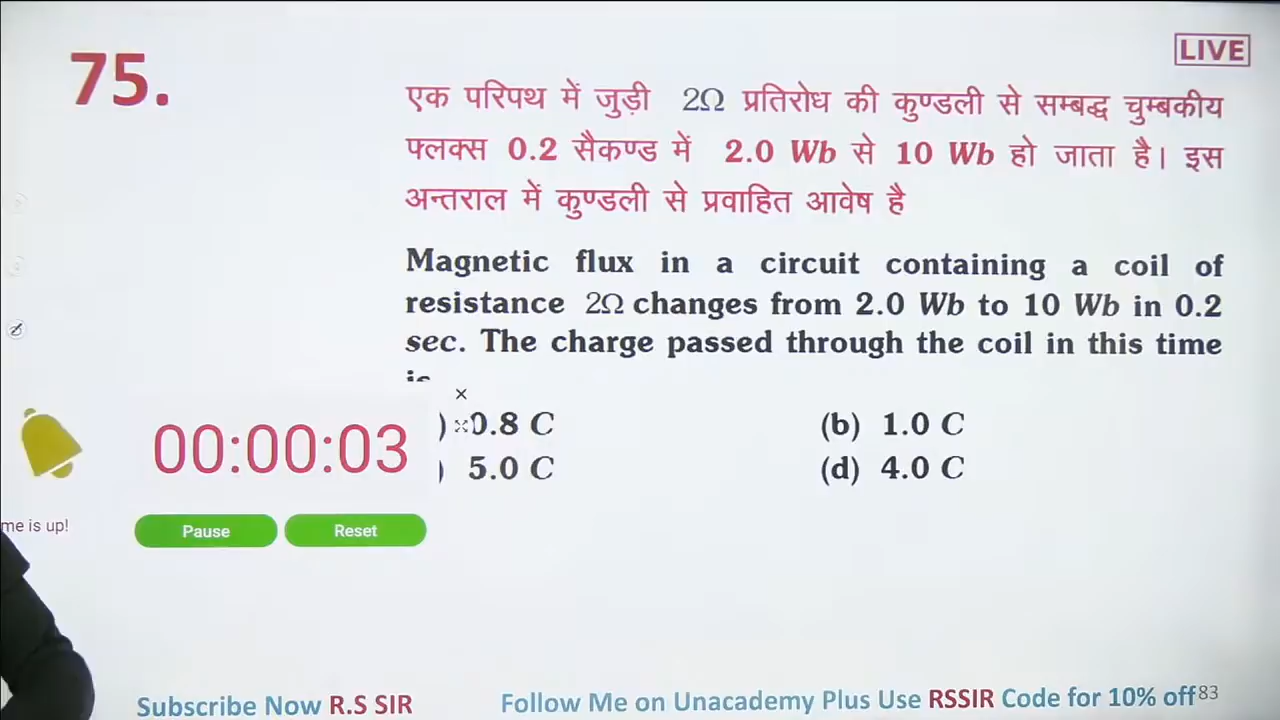 75.
LIVE
एक परिपथ में जुड़ी 2Ω प्रतिरोध की कुण्डली से सम्बद्ध चुम्बकीय
फ्लक्स 0.2 सैकण्ड में 2.0 Wb से 10 Wb हो जाता है। इस
अन्तराल में कुण्डली से प्रवाहित आवेष है
Magnetic flux in a circuit containing a coil of
resistance 2Ω changes from 2.0 Wb to 10 Wb in 0.2
sec. The charge passed through the coil in this time
) 0.8 C
(b) 1.0 C
) 5.0 C
(d) 4.0 C
00:00:03
me is up!
Pause
Reset
Subscribe Now R.S SIR
Follow Me on Unacademy Plus Use RSSIR Code for 10% off
83